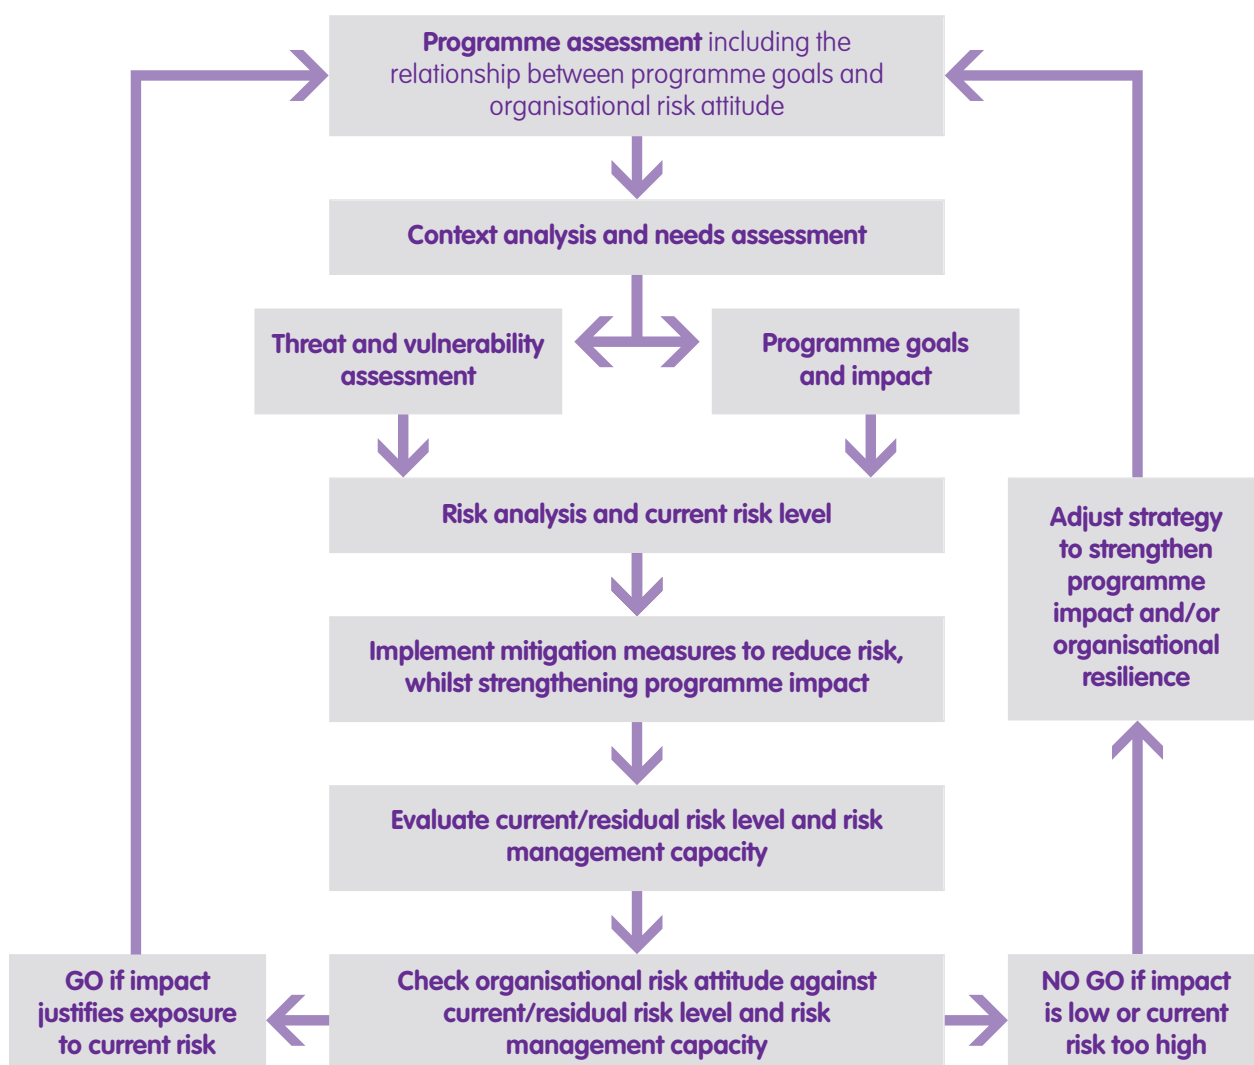 Programme assessment including the
relationship between programme goals and
organisational risk attitude
Context analysis and needs assessment
Threat and vulnerability
assessment
Programme goals
and impact
Risk analysis and current risk level
Adjust strategy
to strengthen
programme
impact and/or
organisational
resilience
Implement mitigation measures to reduce risk,
whilst strengthening programme impact
Evaluate current/residual risk level and risk
management capacity
GO if impact
justifies exposure
to current risk
Check organisational risk attitude against
current/residual risk level and risk
management capacity
NO GO if impact
is low or current
risk too high